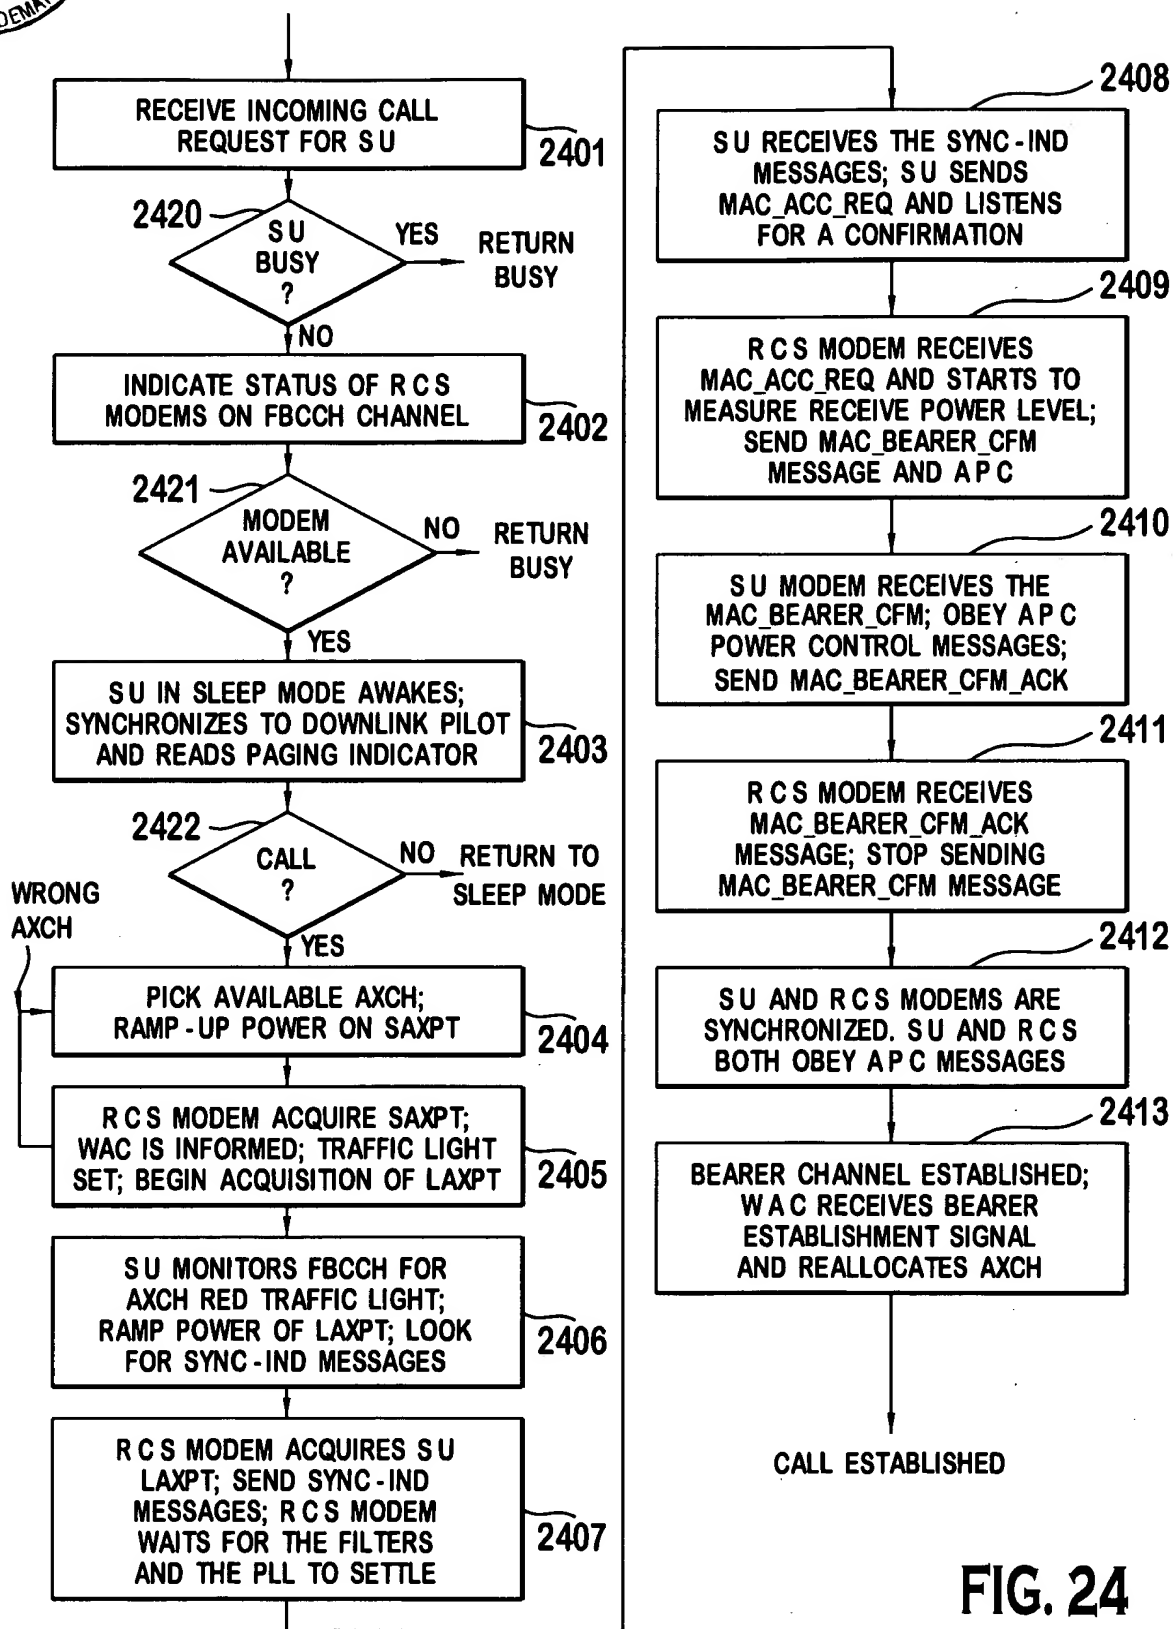 RECEIVE INCOMING CALL
REQUEST FOR SU
2401
2420
SU
BUSY
?
YES
RETURN
BUSY
NO
INDICATE STATUS OF RCS
MODEMS ON FBCCH CHANNEL
2402
2421
MODEM
AVAILABLE
?
NO
RETURN
BUSY
YES
SU IN SLEEP MODE AWAKES;
SYNCHRONIZES TO DOWNLINK PILOT
AND READS PAGING INDICATOR
2403
2422
CALL
?
NO
RETURN TO
SLEEP MODE
YES
WRONG
AXCH
PICK AVAILABLE AXCH;
RAMP-UP POWER ON SAXPT
2404
RCS MODEM ACQUIRE SAXPT;
WAC IS INFORMED; TRAFFIC LIGHT
SET; BEGIN ACQUISITION OF LAXPT
2405
SU MONITORS FBCCH FOR
AXCH RED TRAFFIC LIGHT;
RAMP POWER OF LAXPT; LOOK
FOR SYNC-IND MESSAGES
2406
RCS MODEM ACQUIRES SU
LAXPT; SEND SYNC-IND
MESSAGES; RCS MODEM
WAITS FOR THE FILTERS
AND THE PLL TO SETTLE
2407
2408
SU RECEIVES THE SYNC-IND
MESSAGES; SU SENDS
MAC_ACC_REQ AND LISTENS
FOR A CONFIRMATION
2409
RCS MODEM RECEIVES
MAC_ACC_REQ AND STARTS TO
MEASURE RECEIVE POWER LEVEL;
SEND MAC_BEARER_CFM
MESSAGE AND APC
2410
SU MODEM RECEIVES THE
MAC_BEARER_CFM; OBEY APC
POWER CONTROL MESSAGES;
SEND MAC_BEARER_CFM_ACK
2411
RCS MODEM RECEIVES
MAC_BEARER_CFM_ACK
MESSAGE; STOP SENDING
MAC_BEARER_CFM MESSAGE
2412
SU AND RCS MODEMS ARE
SYNCHRONIZED. SU AND RCS
BOTH OBEY APC MESSAGES
2413
BEARER CHANNEL ESTABLISHED;
WAC RECEIVES BEARER
ESTABLISHMENT SIGNAL
AND REALLOCATES AXCH
CALL ESTABLISHED
FIG. 24